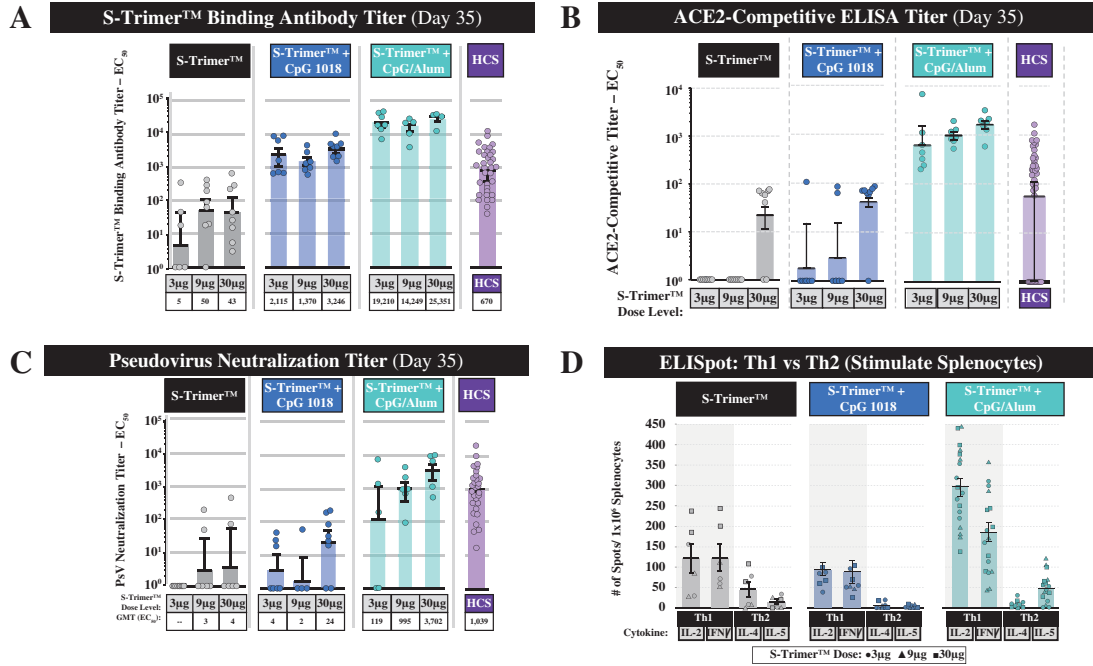 A
S-Trimer™ Binding Antibody Titer (Day 35)
S-Trimer™
S-Trimer™ +
CpG 1018
S-Trimer™ +
CpG/Alum
HCS
S-Trimer™ Binding Antibody Titer – EC50
10⁵
10⁴
10³
10²
10¹
10⁰
3µg 9µg 30µg 3µg 9µg 30µg 3µg 9µg 30µg HCS
5 50 43 2,115 1,370 3,246 19,210 14,249 25,351 670
B
ACE2-Competitive ELISA Titer (Day 35)
S-Trimer™
S-Trimer™ +
CpG 1018
S-Trimer™ +
CpG/Alum
HCS
ACE2-Competitive Titer – EC50
10⁴
10³
10²
10¹
10⁰
S-Trimer™
Dose Level:
3µg 9µg 30µg 3µg 9µg 30µg 3µg 9µg 30µg HCS
C
Pseudovirus Neutralization Titer (Day 35)
S-Trimer™
S-Trimer™ +
CpG 1018
S-Trimer™ +
CpG/Alum
HCS
PsV Neutralization Titer – EC50
10⁵
10⁴
10³
10²
10¹
10⁰
S-Trimer™
Dose Level:
3µg 9µg 30µg 3µg 9µg 30µg 3µg 9µg 30µg HCS
GMT (EC50)
-- 3 4 4 2 24 119 995 3,702 1,039
D
ELISpot: Th1 vs Th2 (Stimulate Splenocytes)
S-Trimer™
S-Trimer™ +
CpG 1018
S-Trimer™ +
CpG/Alum
# of Spots/ 1x10⁶ Splenocytes
450
400
350
300
250
200
150
100
50
0
Th1 Th2 Th1 Th2 Th1 Th2
Cytokine:
IL-2 IFNγ IL-4 IL-5 IL-2 IFNγ IL-4 IL-5 IL-2 IFNγ IL-4 IL-5
S-Trimer™ Dose: ●3µg ▲9µg ■30µg